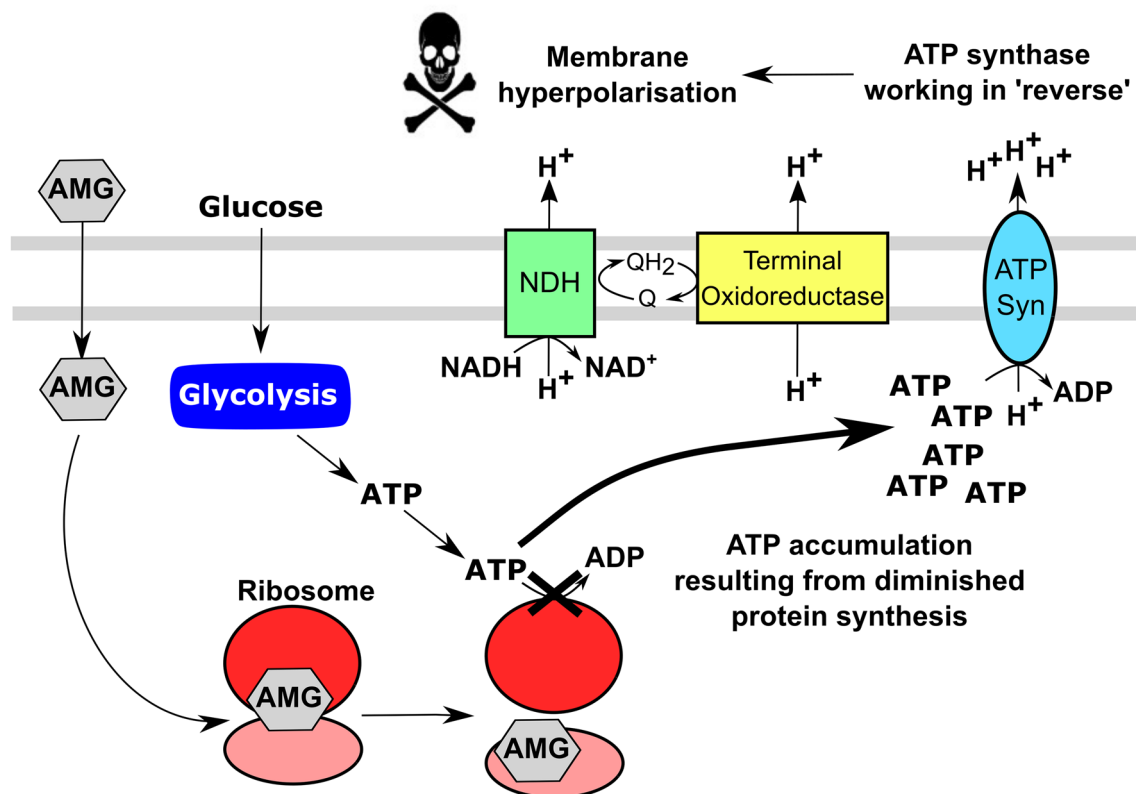 Membrane
hyperpolarisation
ATP synthase
working in 'reverse'
AMG
Glucose
H+
H+
H+ H+ H+
NDH
QH2
Q
Terminal
Oxidoreductase
ATP
Syn
AMG
Glycolysis
NADH
NAD+
H+
H+
ATP
ATP
H+
ADP
ATP
ATP
ATP
ATP
ATP
ADP
ATP accumulation
resulting from diminished
protein synthesis
Ribosome
AMG
AMG